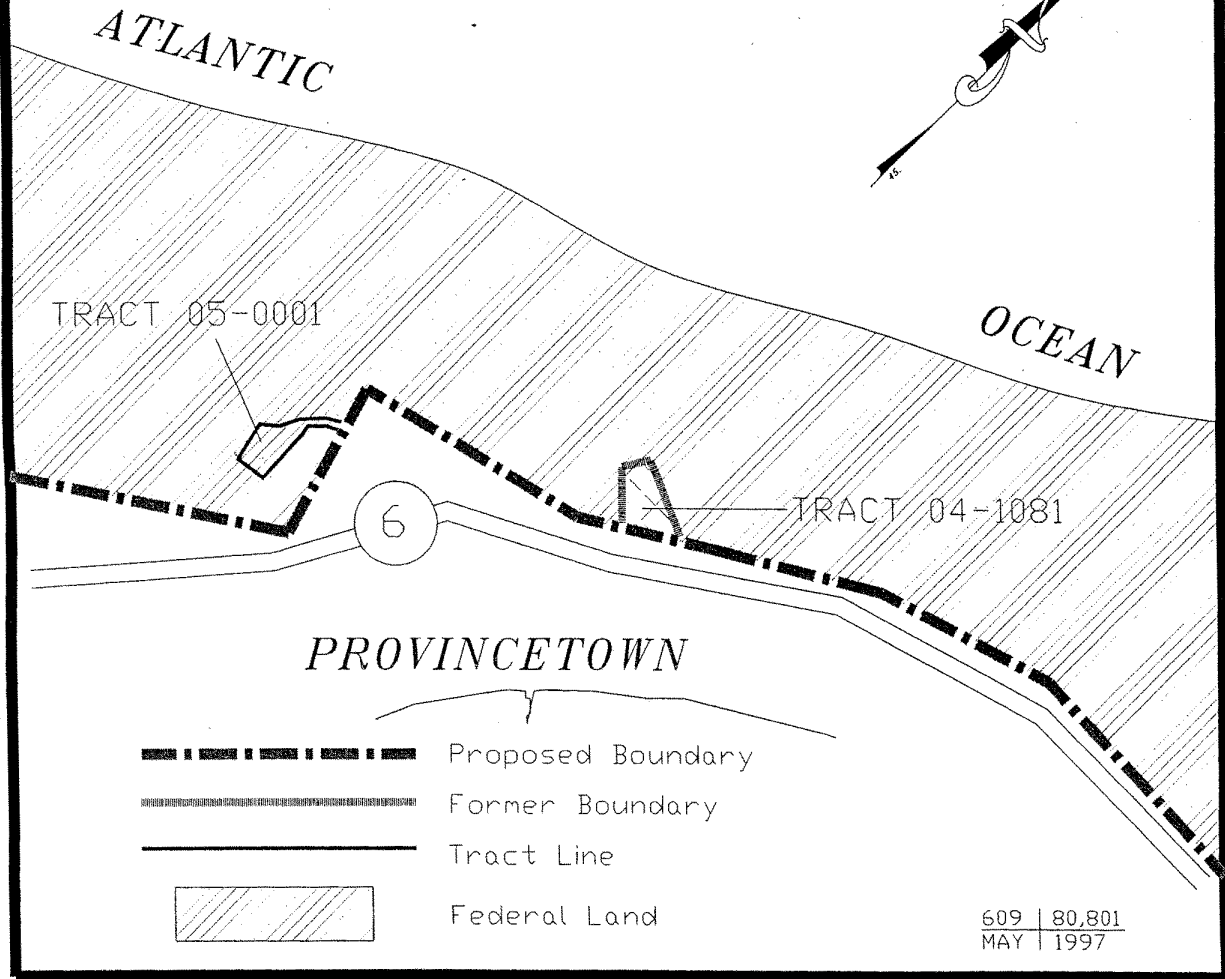 ATLANTIC
OCEAN
TRACT 05-0001
TRACT 04-1081
6
PROVINCETOWN
Proposed Boundary
Former Boundary
Tract Line
Federal Land
609 | 80,801
MAY | 1997